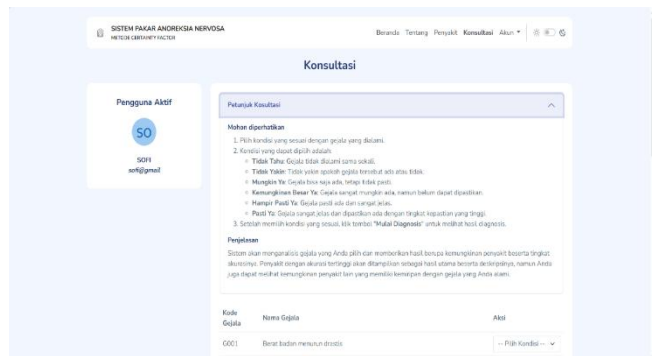 SISTEM PAKAR ANOREKSIA NERVOSA
METODE CERTAINTY FACTOR
Beranda Tentang Penyakit Konsultasi Akun
Konsultasi
Pengguna Aktif
SO
SOFI
sofi@gmail
Petunjuk Kosultasi
Mohon diperhatikan
1. Pilih kondisi yang sesuai dengan gejala yang dialami.
2. Kondisi yang dapat dipilih adalah:
Tidak Tahu: Gejala tidak dialami sama sekali.
Tidak Yakin: Tidak yakin apakah gejala tersebut ada atau tidak.
Mungkin Ya: Gejala bisa saja ada, tetapi tidak pasti.
Kemungkinan Besar Ya: Gejala sangat mungkin ada, namun belum dapat dipastikan.
Hampir Pasti Ya: Gejala pasti ada dan sangat jelas.
Pasti Ya: Gejala sangat jelas dan dipastikan ada dengan tingkat kepastian yang tinggi.
3. Setelah memilih kondisi yang sesuai, klik tombol "Mulai Diagnosis" untuk melihat hasil diagnosis.
Penjelasan
Sistem akan menganalisis gejala yang Anda pilih dan memberikan hasil berupa kemungkinan penyakit beserta tingkat
akurasinya. Penyakit dengan akurasi tertinggi akan ditampilkan sebagai hasil utama beserta deskripsinya, namun Anda
juga dapat melihat kemungkinan penyakit lain yang memiliki kemiripan dengan gejala yang Anda alami.
Kode Gejala
Nama Gejala
Aksi
G001
Berat badan menurun drastis
-- Pilih Kondisi --